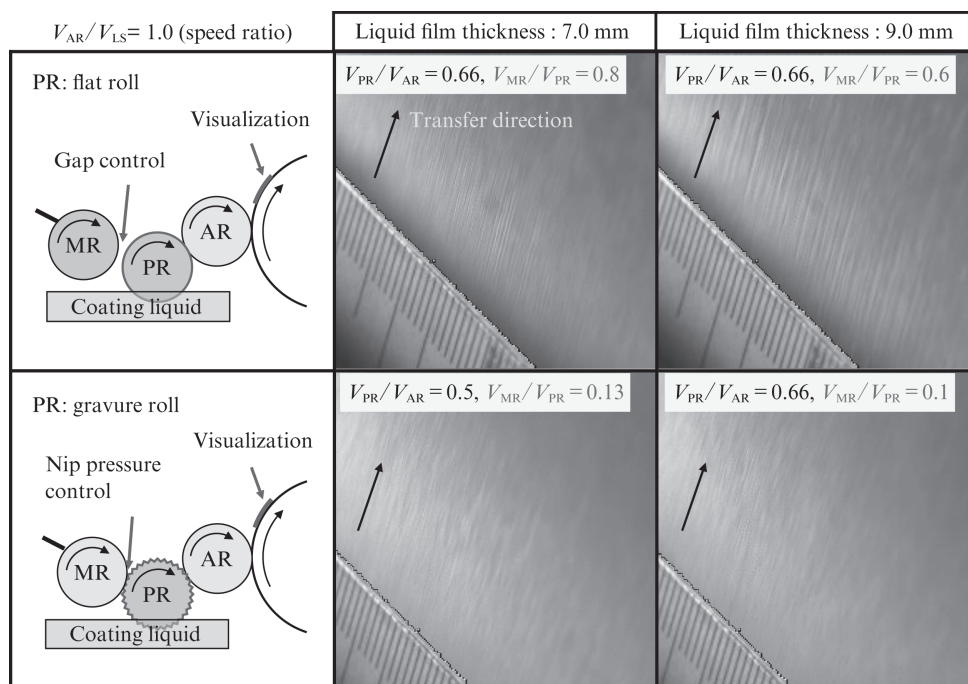 V_AR/V_LS= 1.0 (speed ratio)
Liquid film thickness : 7.0 mm
Liquid film thickness : 9.0 mm
PR: flat roll
Visualization
Gap control
MR
PR
AR
Coating liquid
V_PR/V_AR = 0.66, V_MR/V_PR = 0.8
Transfer direction
V_PR/V_AR = 0.66, V_MR/V_PR = 0.6
PR: gravure roll
Visualization
Nip pressure
control
MR
PR
AR
Coating liquid
V_PR/V_AR = 0.5, V_MR/V_PR = 0.13
V_PR/V_AR = 0.66, V_MR/V_PR = 0.1